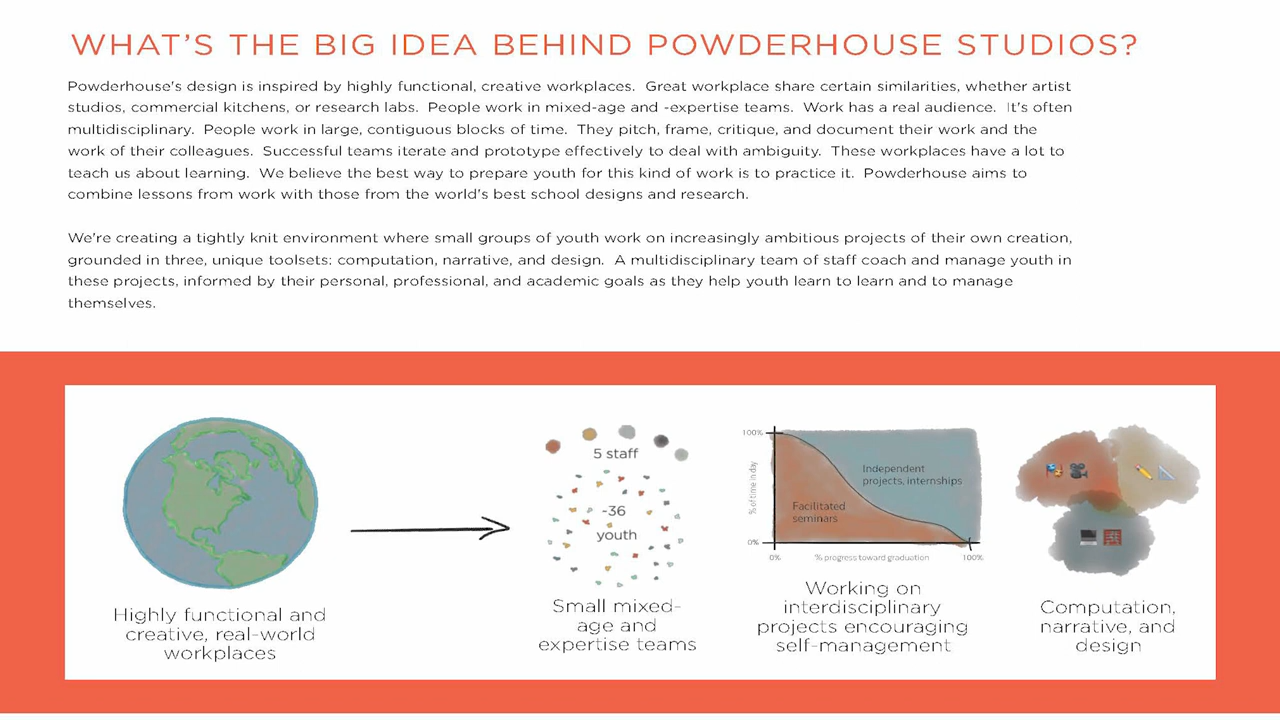 WHAT'S THE BIG IDEA BEHIND POWDERHOUSE STUDIOS?
Powderhouse's design is inspired by highly functional, creative workplaces. Great workplace share certain similarities, whether artist
studios, commercial kitchens, or research labs. People work in mixed-age and -expertise teams. Work has a real audience. It's often
multidisciplinary. People work in large, contiguous blocks of time. They pitch, frame, critique, and document their work and the
work of their colleagues. Successful teams iterate and prototype effectively to deal with ambiguity. These workplaces have a lot to
teach us about learning. We believe the best way to prepare youth for this kind of work is to practice it. Powderhouse aims to
combine lessons from work with those from the world's best school designs and research.
We're creating a tightly knit environment where small groups of youth work on increasingly ambitious projects of their own creation,
grounded in three, unique toolsets: computation, narrative, and design. A multidisciplinary team of staff coach and manage youth in
these projects, informed by their personal, professional, and academic goals as they help youth learn to learn and to manage
themselves.
Highly functional and
creative, real-world
workplaces
5 staff
-36
youth
Small mixed-
age and
expertise teams
100%
% of time in day
0%
Independent
projects, internships
Facilitated
seminars
0%
% progress toward graduation
100%
Working on
interdisciplinary
projects encouraging
self-management
Computation,
narrative, and
design